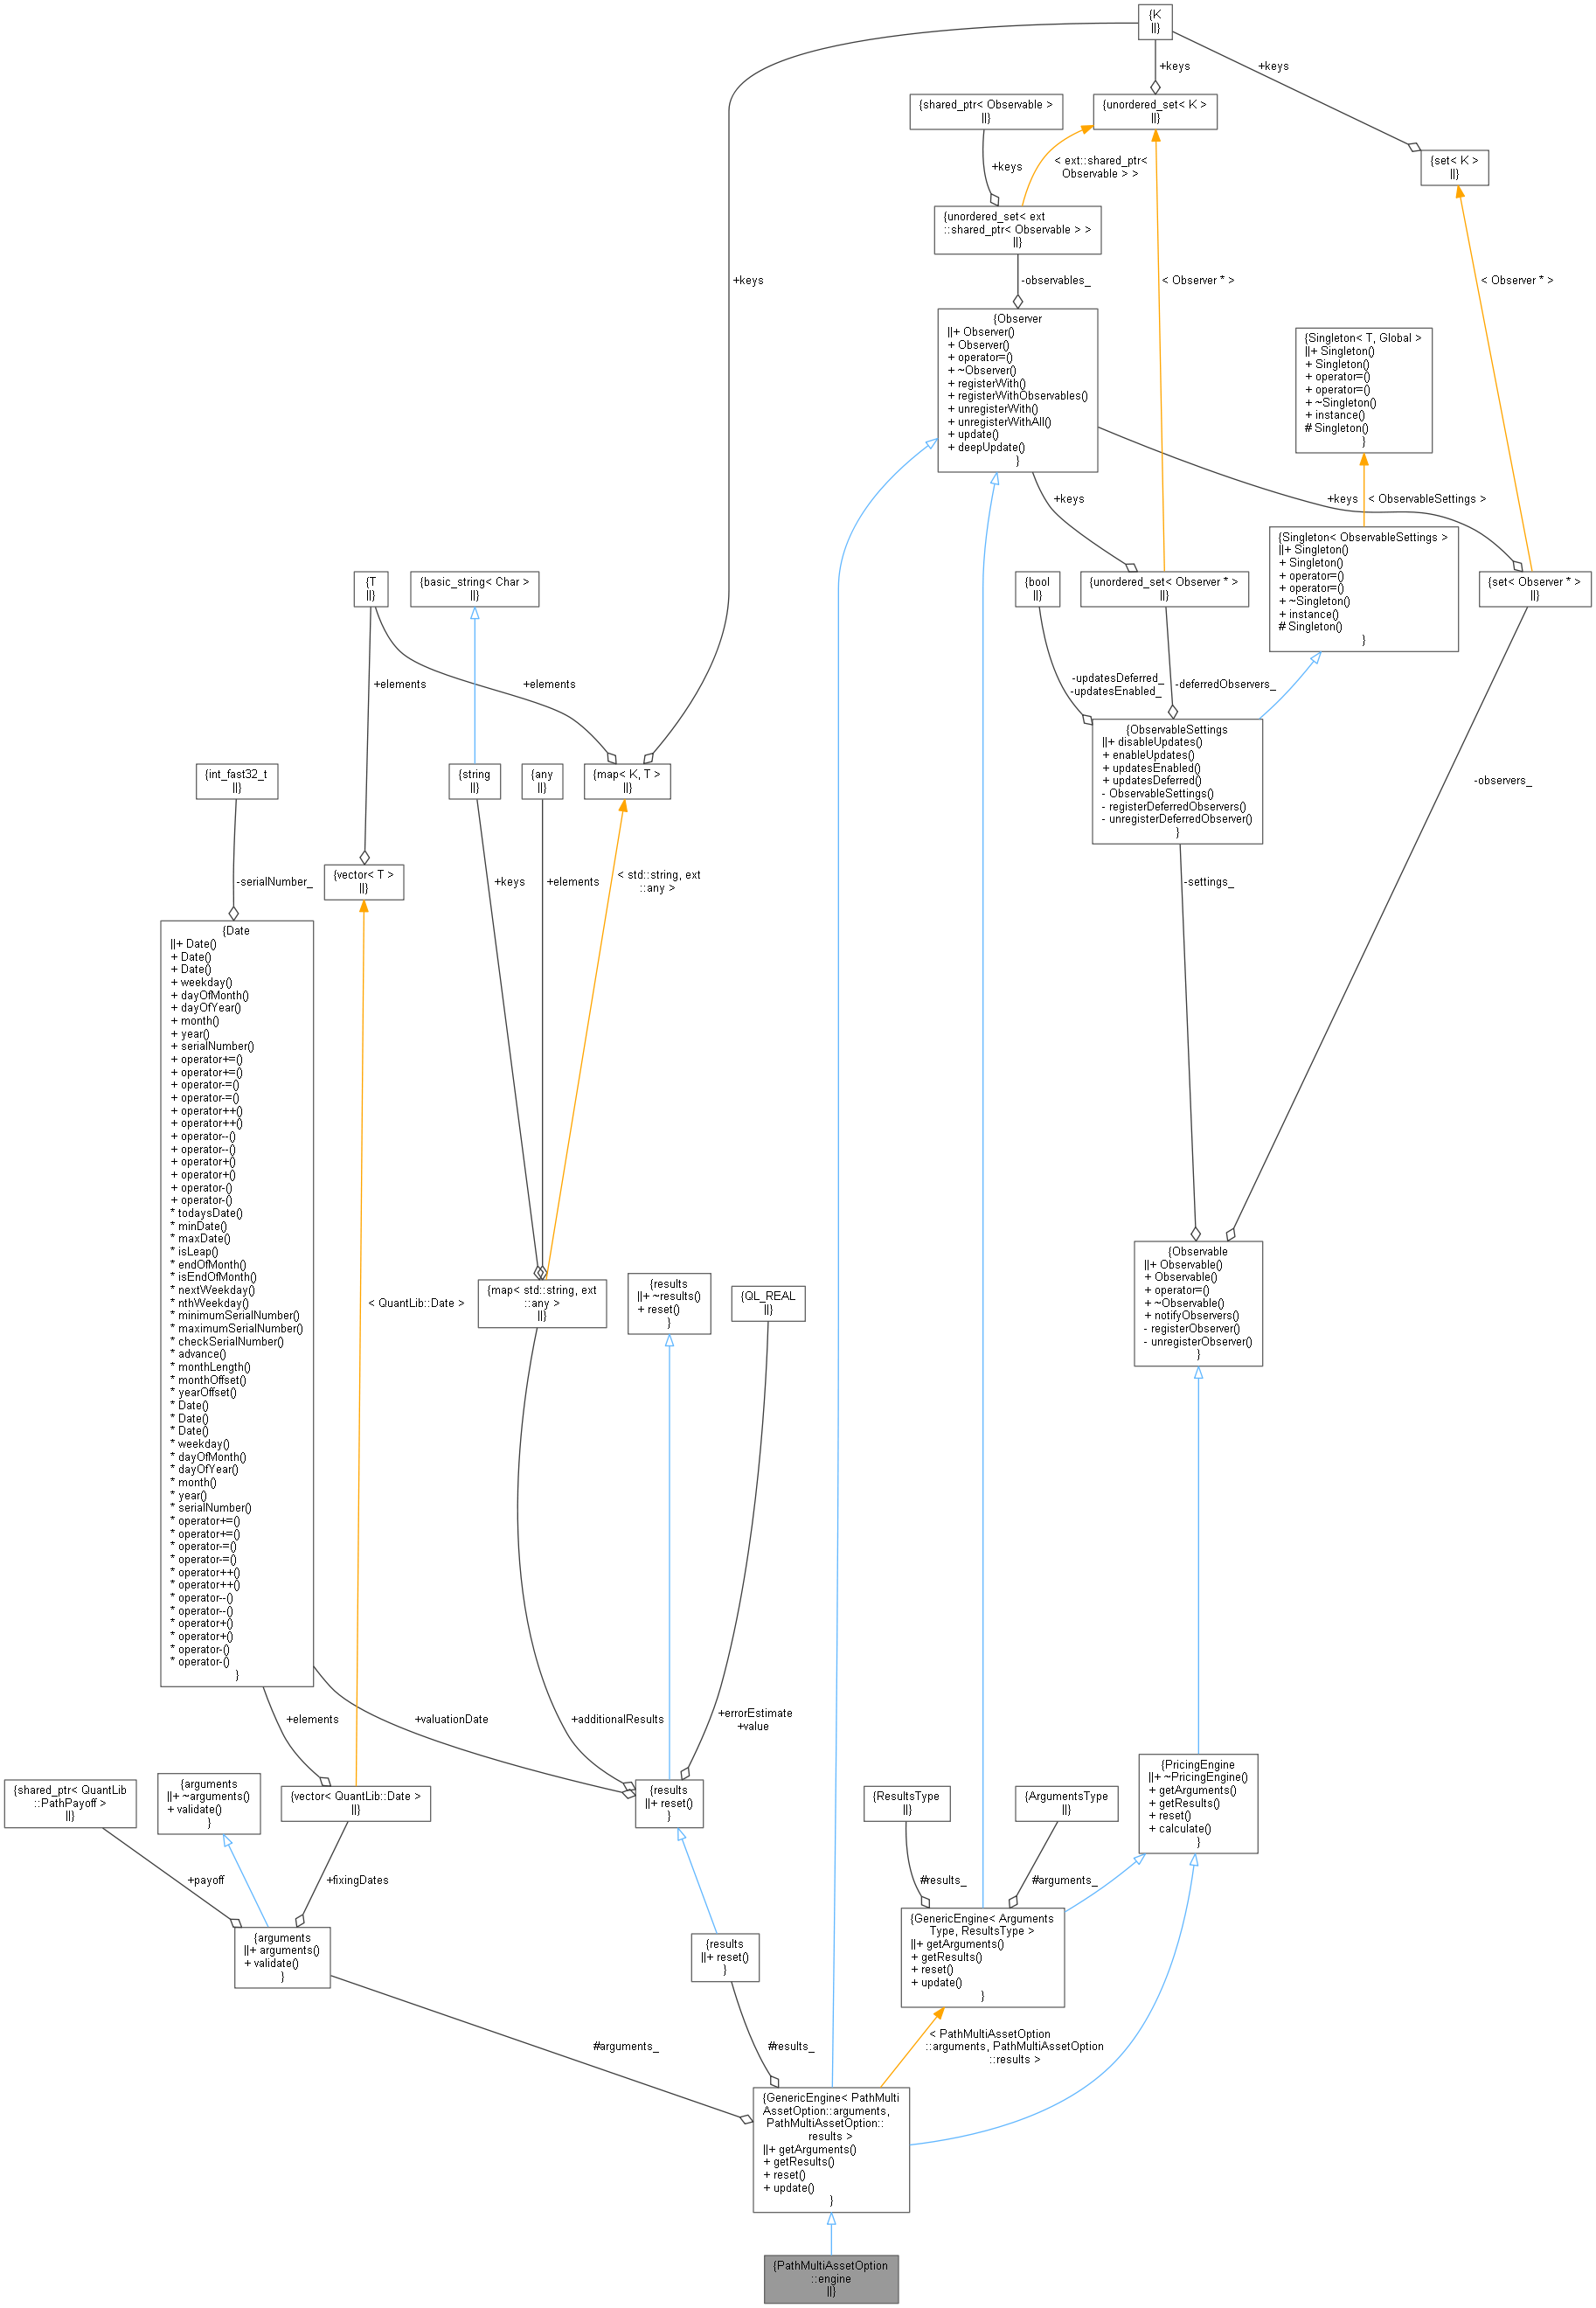 {K
||}
+keys
+keys
{shared_ptr< Observable >
||}
{unordered_set< K >
||}
+keys
< ext::shared_ptr<
Observable > >
{set< K >
||}
{unordered_set< ext
::shared_ptr< Observable > >
||}
+keys
-observables_
< Observer * >
< Observer * >
{Observer
||+ Observer()
+ Observer()
+ operator=()
+ ~Observer()
+ registerWith()
+ registerWithObservables()
+ unregisterWith()
+ unregisterWithAll()
+ update()
+ deepUpdate()
}
{Singleton< T, Global >
||+ Singleton()
+ Singleton()
+ operator=()
+ operator=()
+ ~Singleton()
+ instance()
# Singleton()
}
+keys
+keys
< ObservableSettings >
{Singleton< ObservableSettings >
||+ Singleton()
+ Singleton()
+ operator=()
+ operator=()
+ ~Singleton()
+ instance()
# Singleton()
}
{T
||}
{basic_string< Char >
||}
{bool
||}
{unordered_set< Observer * >
||}
{set< Observer * >
||}
+elements
+elements
-updatesDeferred_
-updatesEnabled_
-deferredObservers_
{ObservableSettings
||+ disableUpdates()
+ enableUpdates()
+ updatesEnabled()
+ updatesDeferred()
- ObservableSettings()
- registerDeferredObservers()
- unregisterDeferredObserver()
}
-observers_
{int_fast32_t
||}
{string
||}
{any
||}
{map< K, T >
||}
{vector< T >
||}
-serialNumber_
+keys
+elements
< std::string, ext
::any >
-settings_
{Date
||+ Date()
+ Date()
+ Date()
+ weekday()
+ dayOfMonth()
+ dayOfYear()
+ month()
+ year()
+ serialNumber()
+ operator+=()
+ operator+=()
+ operator-=()
+ operator-=()
+ operator++()
+ operator++()
+ operator--()
+ operator--()
+ operator+()
+ operator+()
+ operator-()
+ operator-()
* todaysDate()
* minDate()
* maxDate()
* isLeap()
* endOfMonth()
* isEndOfMonth()
* nextWeekday()
* nthWeekday()
* minimumSerialNumber()
* maximumSerialNumber()
* checkSerialNumber()
* advance()
* monthLength()
* monthOffset()
* yearOffset()
* Date()
* Date()
* Date()
* weekday()
* dayOfMonth()
* dayOfYear()
* month()
* year()
* serialNumber()
* operator+=()
* operator+=()
* operator-=()
* operator-=()
* operator++()
* operator++()
* operator--()
* operator--()
* operator+()
* operator+()
* operator-()
* operator-()
}
< QuantLib::Date >
{map< std::string, ext
::any >
||}
{results
||+ ~results()
+ reset()
}
{QL_REAL
||}
{Observable
||+ Observable()
+ Observable()
+ operator=()
+ ~Observable()
+ notifyObservers()
- registerObserver()
- unregisterObserver()
}
+elements
+valuationDate
+additionalResults
+errorEstimate
+value
{shared_ptr< QuantLib
::PathPayoff >
||}
{arguments
||+ ~arguments()
+ validate()
}
{vector< QuantLib::Date >
||}
{results
||+ reset()
}
{ResultsType
||}
{ArgumentsType
||}
{PricingEngine
||+ ~PricingEngine()
+ getArguments()
+ getResults()
+ reset()
+ calculate()
}
+payoff
+fixingDates
#results_
#arguments_
{arguments
||+ arguments()
+ validate()
}
{results
||+ reset()
}
{GenericEngine< Arguments
Type, ResultsType >
||+ getArguments()
+ getResults()
+ reset()
+ update()
}
#arguments_
#results_
< PathMultiAssetOption
::arguments, PathMultiAssetOption
::results >
{GenericEngine< PathMulti
AssetOption::arguments,
PathMultiAssetOption::
results >
||+ getArguments()
+ getResults()
+ reset()
+ update()
}
{PathMultiAssetOption
::engine
||}